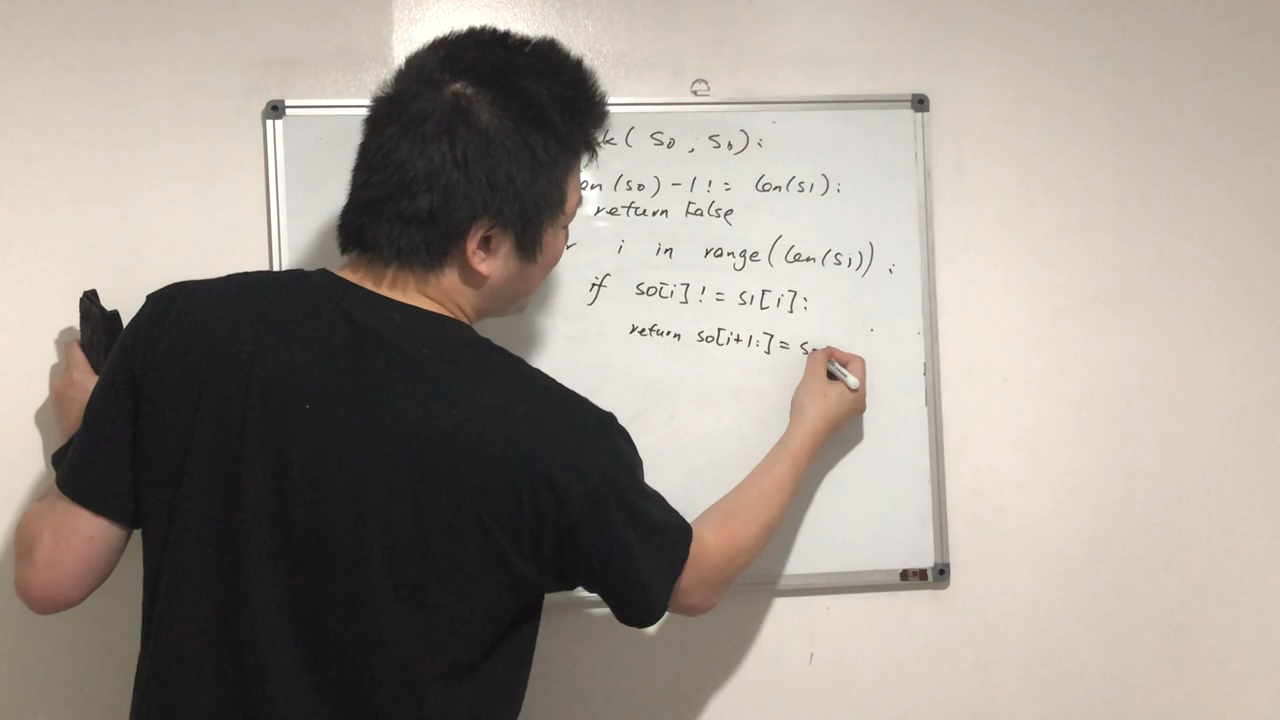 k( s0, s1):
en (s0) -1 != len(s1):
return False
r i in range(len(s1)):
if s0[i] != s1[i]:
return s0[i+1:] = s